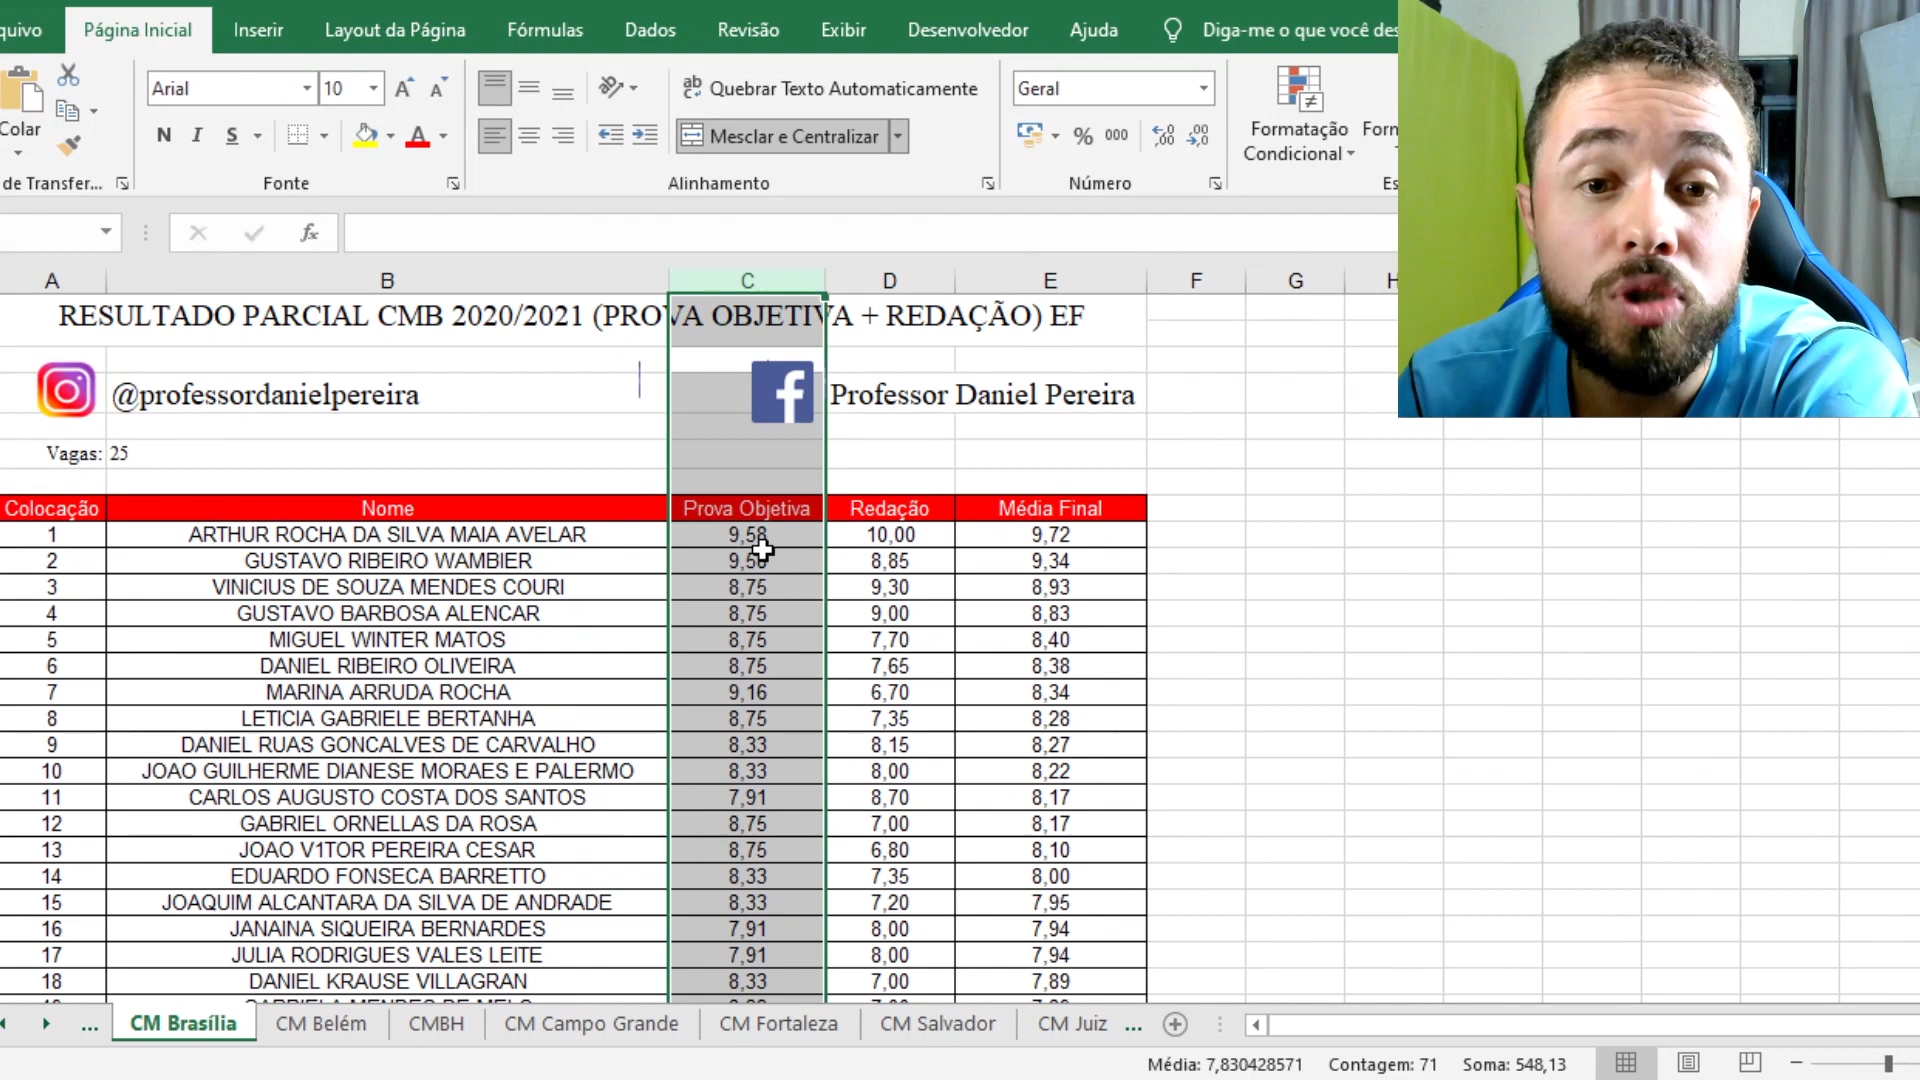 quivo Página Inicial Inserir Layout da Página Fórmulas Dados Revisão Exibir Desenvolvedor Ajuda Diga-me o que você des
Colar
Arial 10
N I S
Quebrar Texto Automaticamente
Mesclar e Centralizar
Geral
% 000
Formatação Condicional
de Transfer... Fonte Alinhamento Número Es
fx
A B C D E F G H
RESULTADO PARCIAL CMB 2020/2021 (PROVA OBJETIVA + REDAÇÃO) EF
@professordanielpereira Professor Daniel Pereira
Vagas: 25
Colocação Nome Prova Objetiva Redação Média Final
1 ARTHUR ROCHA DA SILVA MAIA AVELAR 9,58 10,00 9,72
2 GUSTAVO RIBEIRO WAMBIER 8,85 9,34
3 VINICIUS DE SOUZA MENDES COURI 8,75 9,30 8,93
4 GUSTAVO BARBOSA ALENCAR 8,75 9,00 8,83
5 MIGUEL WINTER MATOS 8,75 7,70 8,40
6 DANIEL RIBEIRO OLIVEIRA 8,75 7,65 8,38
7 MARINA ARRUDA ROCHA 9,16 6,70 8,34
8 LETICIA GABRIELE BERTANHA 8,75 7,35 8,28
9 DANIEL RUAS GONCALVES DE CARVALHO 8,33 8,15 8,27
10 JOAO GUILHERME DIANESE MORAES E PALERMO 8,33 8,00 8,22
11 CARLOS AUGUSTO COSTA DOS SANTOS 7,91 8,70 8,17
12 GABRIEL ORNELLAS DA ROSA 8,75 7,00 8,17
13 JOAO V1TOR PEREIRA CESAR 8,75 6,80 8,10
14 EDUARDO FONSECA BARRETTO 8,33 7,35 8,00
15 JOAQUIM ALCANTARA DA SILVA DE ANDRADE 8,33 7,20 7,95
16 JANAINA SIQUEIRA BERNARDES 7,91 8,00 7,94
17 JULIA RODRIGUES VALES LEITE 7,91 8,00 7,94
18 DANIEL KRAUSE VILLAGRAN 8,33 7,00 7,89
... CM Brasília CM Belém CMBH CM Campo Grande CM Fortaleza CM Salvador CM Juiz ...
Média: 7,830428571 Contagem: 71 Soma: 548,13